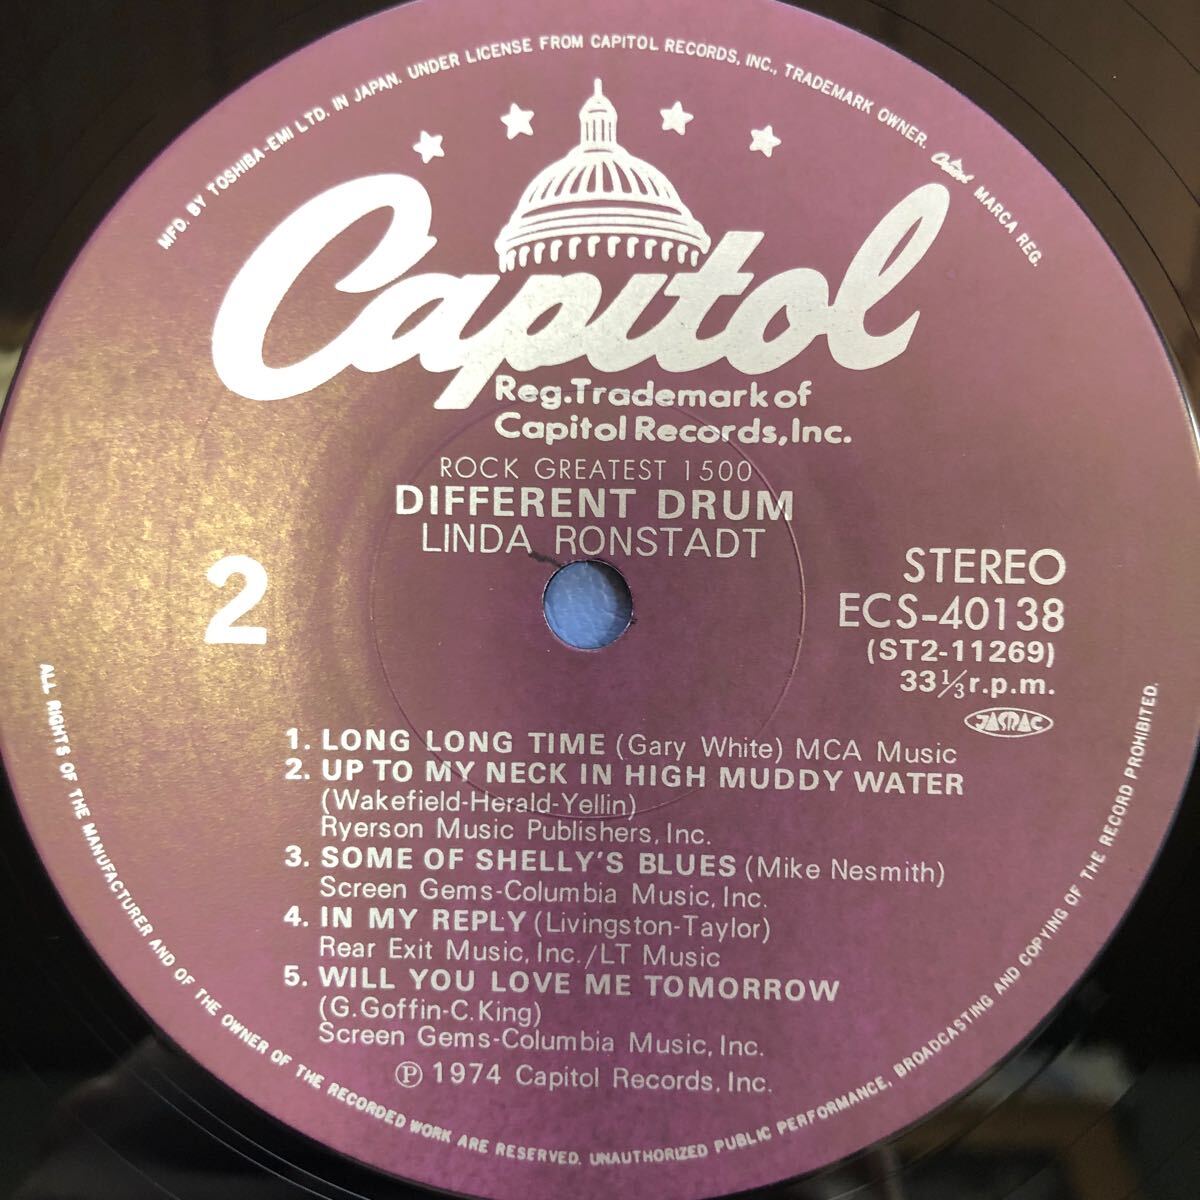 MFD. BY TOSHIBA-EMI LTD. IN JAPAN. UNDER LICENSE FROM CAPITOL RECORDS, INC., TRADEMARK OWNER. Capitol MARCA REG.
Capitol
Reg.Trademark of
Capitol Records,Inc.
ROCK GREATEST 1500
DIFFERENT DRUM
LINDA RONSTADT
2
STEREO
ECS-40138
(ST2-11269)
33⅓r.p.m.
JASRAC
1. LONG LONG TIME (Gary White) MCA Music
2. UP TO MY NECK IN HIGH MUDDY WATER
(Wakefield-Herald-Yellin)
Ryerson Music Publishers, Inc.
3. SOME OF SHELLY'S BLUES (Mike Nesmith)
Screen Gems-Columbia Music, Inc.
4. IN MY REPLY (Livingston-Taylor)
Rear Exit Music, Inc./LT Music
5. WILL YOU LOVE ME TOMORROW
(G.Goffin-C.King)
Screen Gems-Columbia Music, Inc.
℗ 1974 Capitol Records, Inc.
ALL RIGHTS OF THE MANUFACTURER AND OF THE OWNER OF THE RECORDED WORK ARE RESERVED. UNAUTHORIZED PUBLIC PERFORMANCE, BROADCASTING AND COPYING OF THE RECORD PROHIBITED.